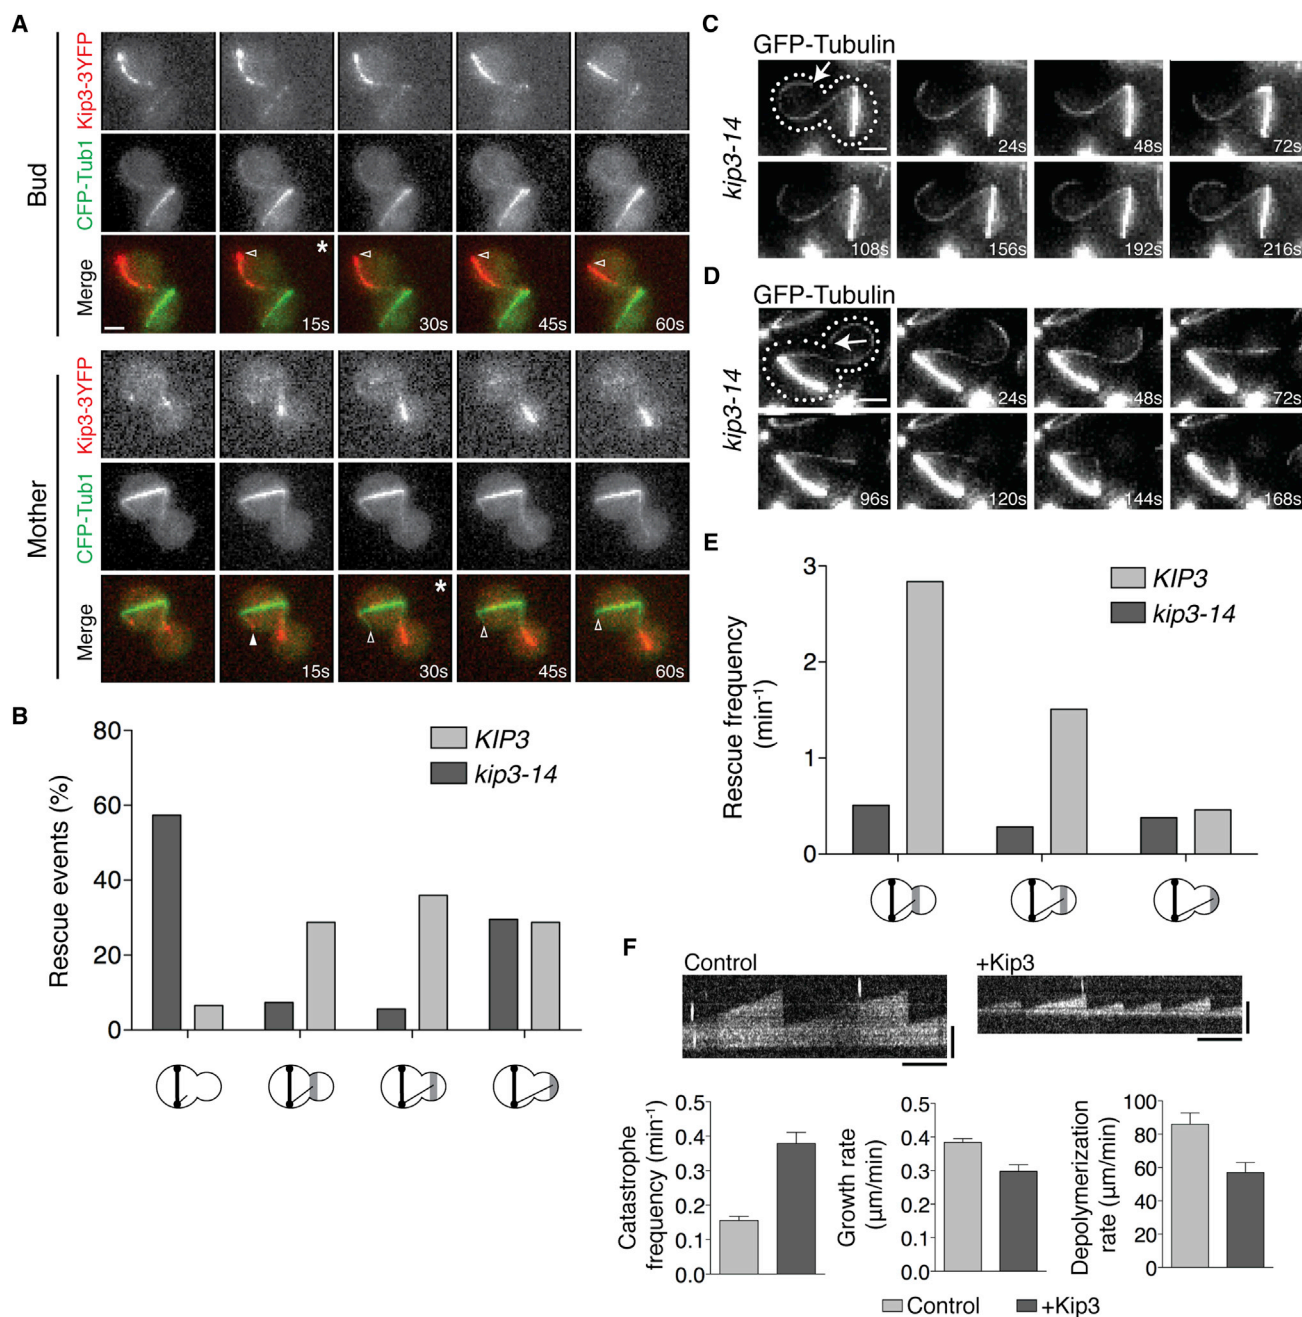 A
Bud
Kip3-3YFP
CFP-Tub1
Merge
*
15s
30s
45s
60s
Mother
Kip3-3YFP
CFP-Tub1
Merge
*
15s
30s
45s
60s
B
Rescue events (%)
80
60
40
20
0
KIP3
kip3-14
C
GFP-Tubulin
kip3-14
24s
48s
72s
108s
156s
192s
216s
D
GFP-Tubulin
kip3-14
24s
48s
72s
96s
120s
144s
168s
E
Rescue frequency
(min-1)
3
2
1
0
KIP3
kip3-14
F
Control
+Kip3
Catastrophe
frequency (min-1)
0.5
0.4
0.3
0.2
0.1
0.0
Growth rate
(µm/min)
0.5
0.4
0.3
0.2
0.1
0.0
Depolymerization
rate (µm/min)
100
80
60
40
20
0
Control
+Kip3